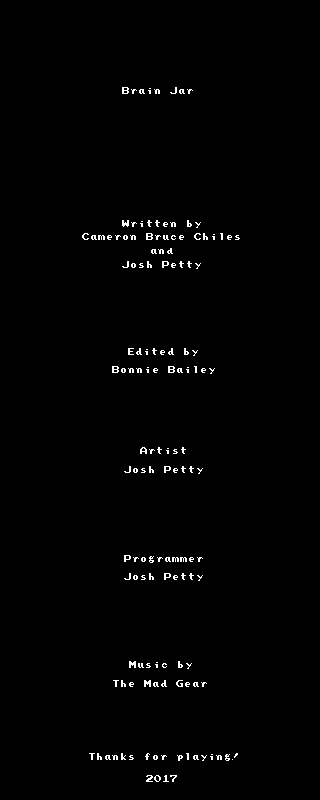 Brain Jar
Written by
Cameron Bruce Chiles
and
Josh Petty
Edited by
Bonnie Bailey
Artist
Josh Petty
Programmer
Josh Petty
Music by
The Mad Gear
Thanks for playing!
2017